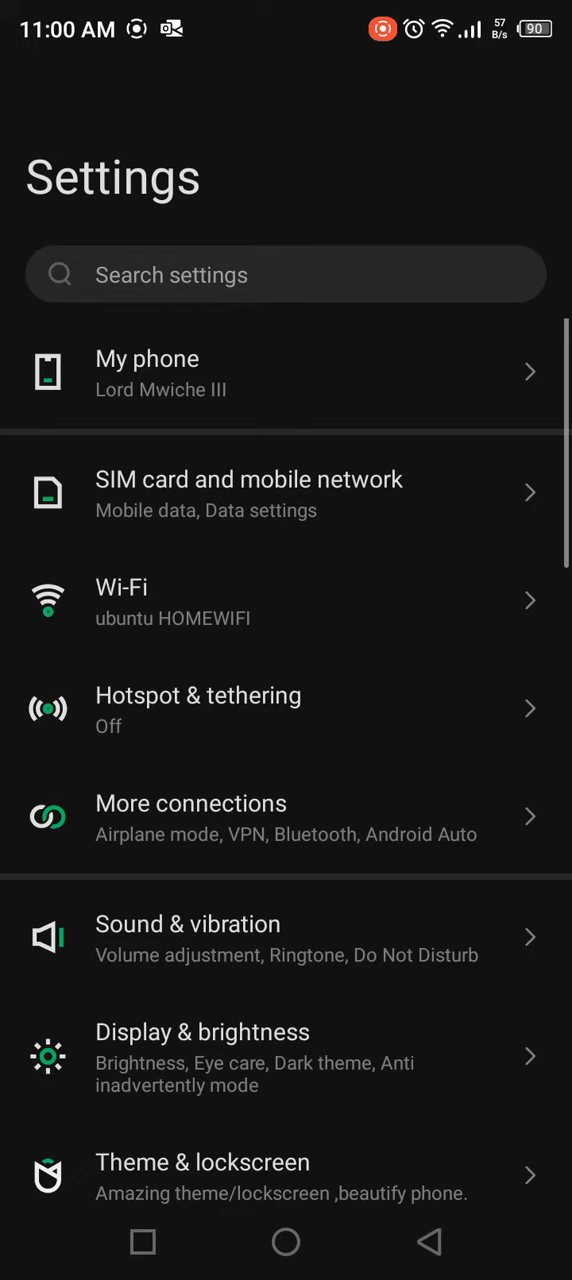 11:00 AM 57 B/s 90
Settings
Search settings
My phone
Lord Mwiche III
SIM card and mobile network
Mobile data, Data settings
Wi-Fi
ubuntu HOMEWIFI
Hotspot & tethering
Off
More connections
Airplane mode, VPN, Bluetooth, Android Auto
Sound & vibration
Volume adjustment, Ringtone, Do Not Disturb
Display & brightness
Brightness, Eye care, Dark theme, Anti
inadvertently mode
Theme & lockscreen
Amazing theme/lockscreen ,beautify phone.